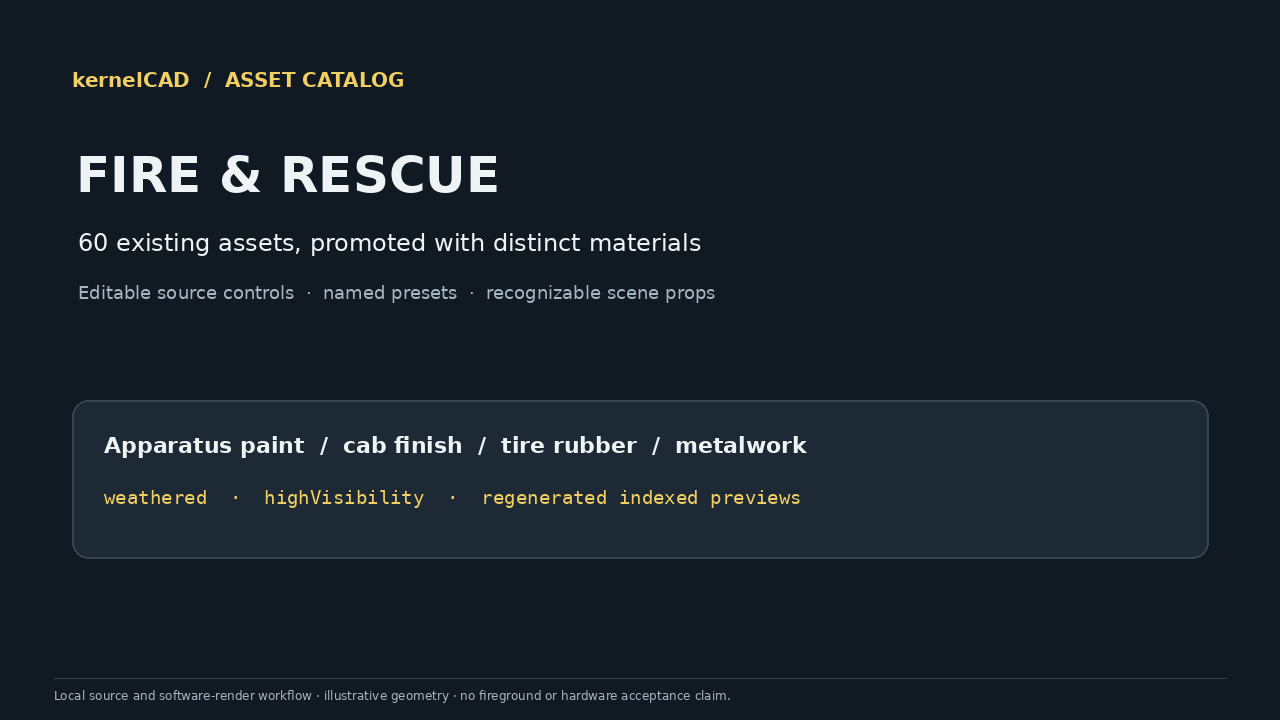 kernelCAD / ASSET CATALOG
FIRE & RESCUE
60 existing assets, promoted with distinct materials
Editable source controls · named presets · recognizable scene props
Apparatus paint / cab finish / tire rubber / metalwork
weathered · highVisibility · regenerated indexed previews
Local source and software-render workflow · illustrative geometry · no fireground or hardware acceptance claim.